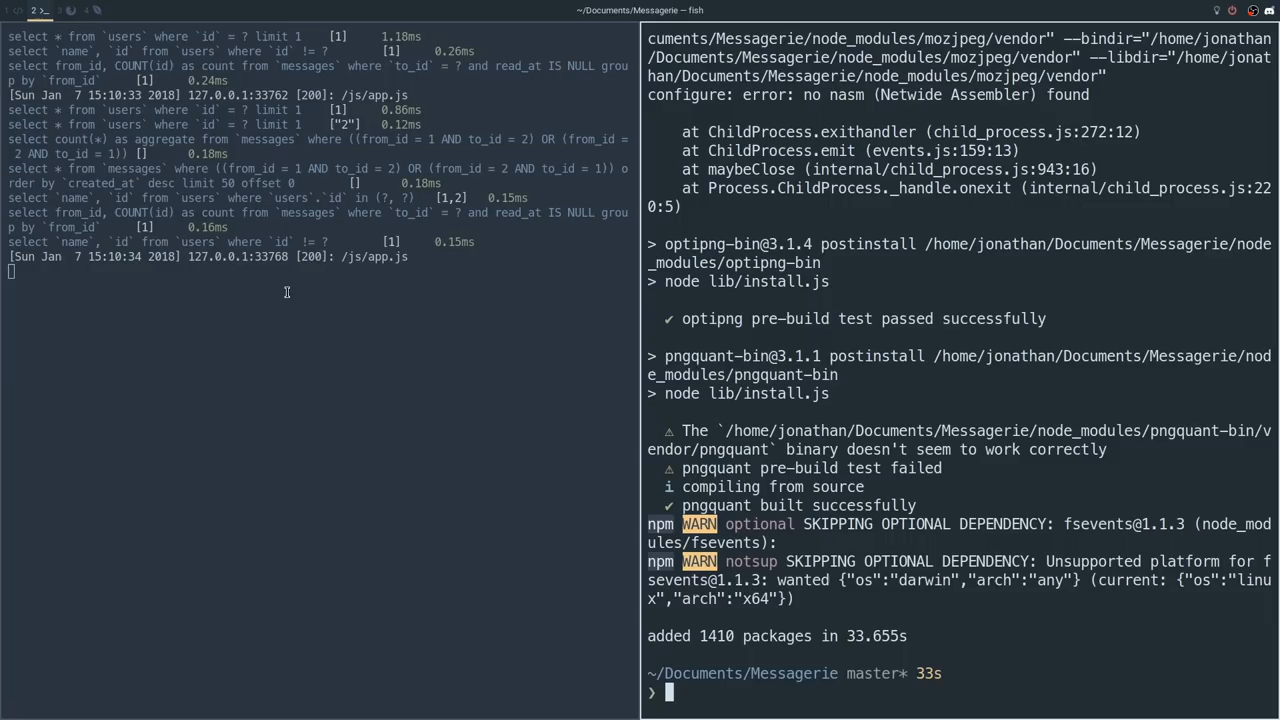 1 2 >_ 3 4
~/Documents/Messagerie — fish
select * from `users` where `id` = ? limit 1 [1] 1.18ms
select `name`, `id` from `users` where `id` != ? [1] 0.26ms
select from_id, COUNT(id) as count from `messages` where `to_id` = ? and read_at IS NULL grou
p by `from_id` [1] 0.24ms
[Sun Jan 7 15:10:33 2018] 127.0.0.1:33762 [200]: /js/app.js
select * from `users` where `id` = ? limit 1 [1] 0.86ms
select * from `users` where `id` = ? limit 1 ["2"] 0.12ms
select count(*) as aggregate from `messages` where ((from_id = 1 AND to_id = 2) OR (from_id =
2 AND to_id = 1)) [] 0.18ms
select * from `messages` where ((from_id = 1 AND to_id = 2) OR (from_id = 2 AND to_id = 1)) o
rder by `created_at` desc limit 50 offset 0 [] 0.18ms
select `name`, `id` from `users` where `users`.`id` in (?, ?) [1,2] 0.15ms
select from_id, COUNT(id) as count from `messages` where `to_id` = ? and read_at IS NULL grou
p by `from_id` [1] 0.16ms
select `name`, `id` from `users` where `id` != ? [1] 0.15ms
[Sun Jan 7 15:10:34 2018] 127.0.0.1:33768 [200]: /js/app.js
cuments/Messagerie/node_modules/mozjpeg/vendor" --bindir="/home/jonathan
/Documents/Messagerie/node_modules/mozjpeg/vendor" --libdir="/home/jonat
han/Documents/Messagerie/node_modules/mozjpeg/vendor"
configure: error: no nasm (Netwide Assembler) found
at ChildProcess.exithandler (child_process.js:272:12)
at ChildProcess.emit (events.js:159:13)
at maybeClose (internal/child_process.js:943:16)
at Process.ChildProcess._handle.onexit (internal/child_process.js:22
0:5)
> optipng-bin@3.1.4 postinstall /home/jonathan/Documents/Messagerie/node
_modules/optipng-bin
> node lib/install.js
✔ optipng pre-build test passed successfully
> pngquant-bin@3.1.1 postinstall /home/jonathan/Documents/Messagerie/nod
e_modules/pngquant-bin
> node lib/install.js
⚠ The `/home/jonathan/Documents/Messagerie/node_modules/pngquant-bin/v
endor/pngquant` binary doesn't seem to work correctly
⚠ pngquant pre-build test failed
ℹ compiling from source
✔ pngquant built successfully
npm WARN optional SKIPPING OPTIONAL DEPENDENCY: fsevents@1.1.3 (node_mod
ules/fsevents):
npm WARN notsup SKIPPING OPTIONAL DEPENDENCY: Unsupported platform for f
sevents@1.1.3: wanted {"os":"darwin","arch":"any"} (current: {"os":"linu
x","arch":"x64"})
added 1410 packages in 33.655s
~/Documents/Messagerie master* 33s
❯